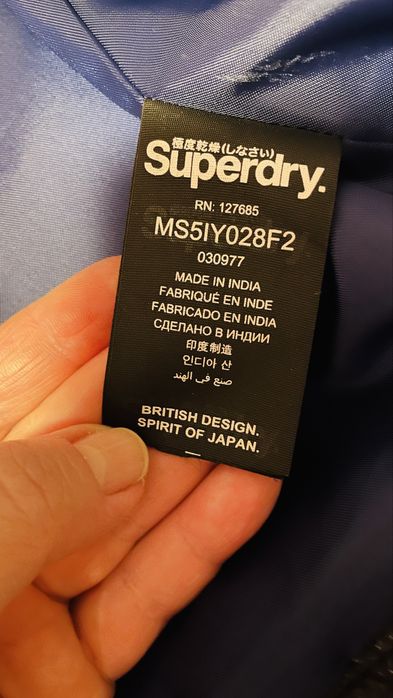 極度乾燥(しなさい)
Superdry.
RN: 127685
MS5IY028F2
030977
MADE IN INDIA
FABRIQUÉ EN INDE
FABRICADO EN INDIA
СДЕЛАНО В ИНДИИ
印度制造
인디아 산
صنع في الهند
BRITISH DESIGN.
SPIRIT OF JAPAN.